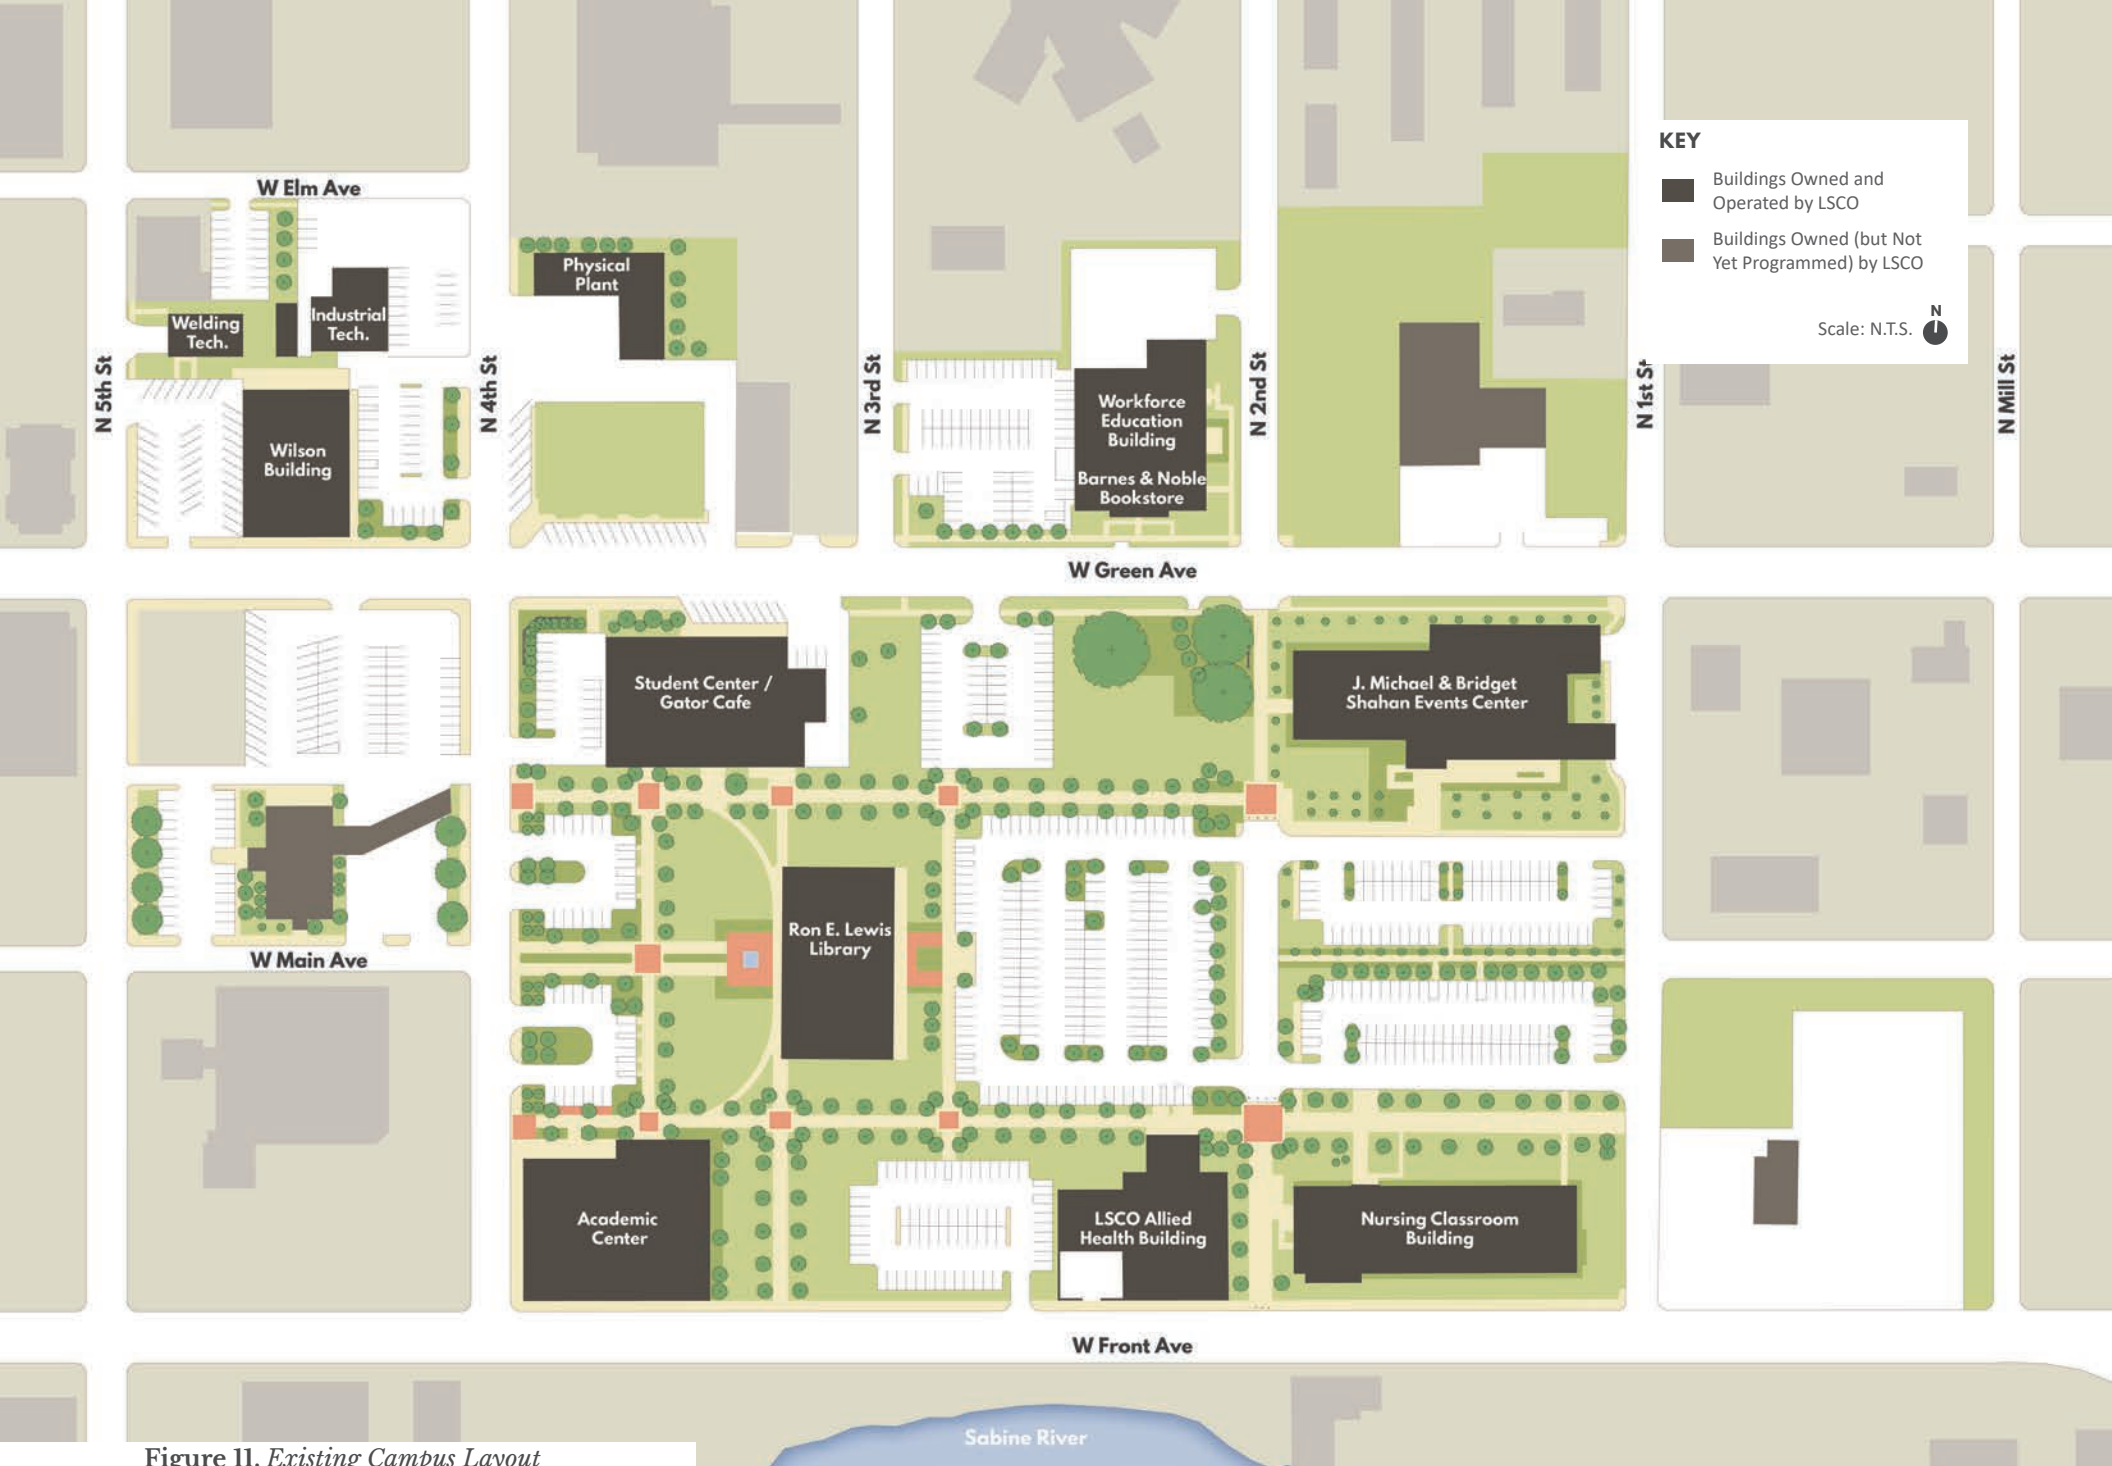 KEY
Buildings Owned and
Operated by LSCO
Buildings Owned (but Not
Yet Programmed) by LSCO
Scale: N.T.S.
N
W Elm Ave
Physical
Plant
Welding
Tech.
Industrial
Tech.
N 5th St
N 4th St
N 3rd St
N 2nd St
N 1st St
N Mill St
Workforce
Education
Building
Barnes & Noble
Bookstore
Wilson
Building
W Green Ave
Student Center /
Gator Cafe
J. Michael & Bridget
Shahan Events Center
Ron E. Lewis
Library
W Main Ave
Academic
Center
LSCO Allied
Health Building
Nursing Classroom
Building
W Front Ave
Sabine River
Figure 11. Existing Campus Layout